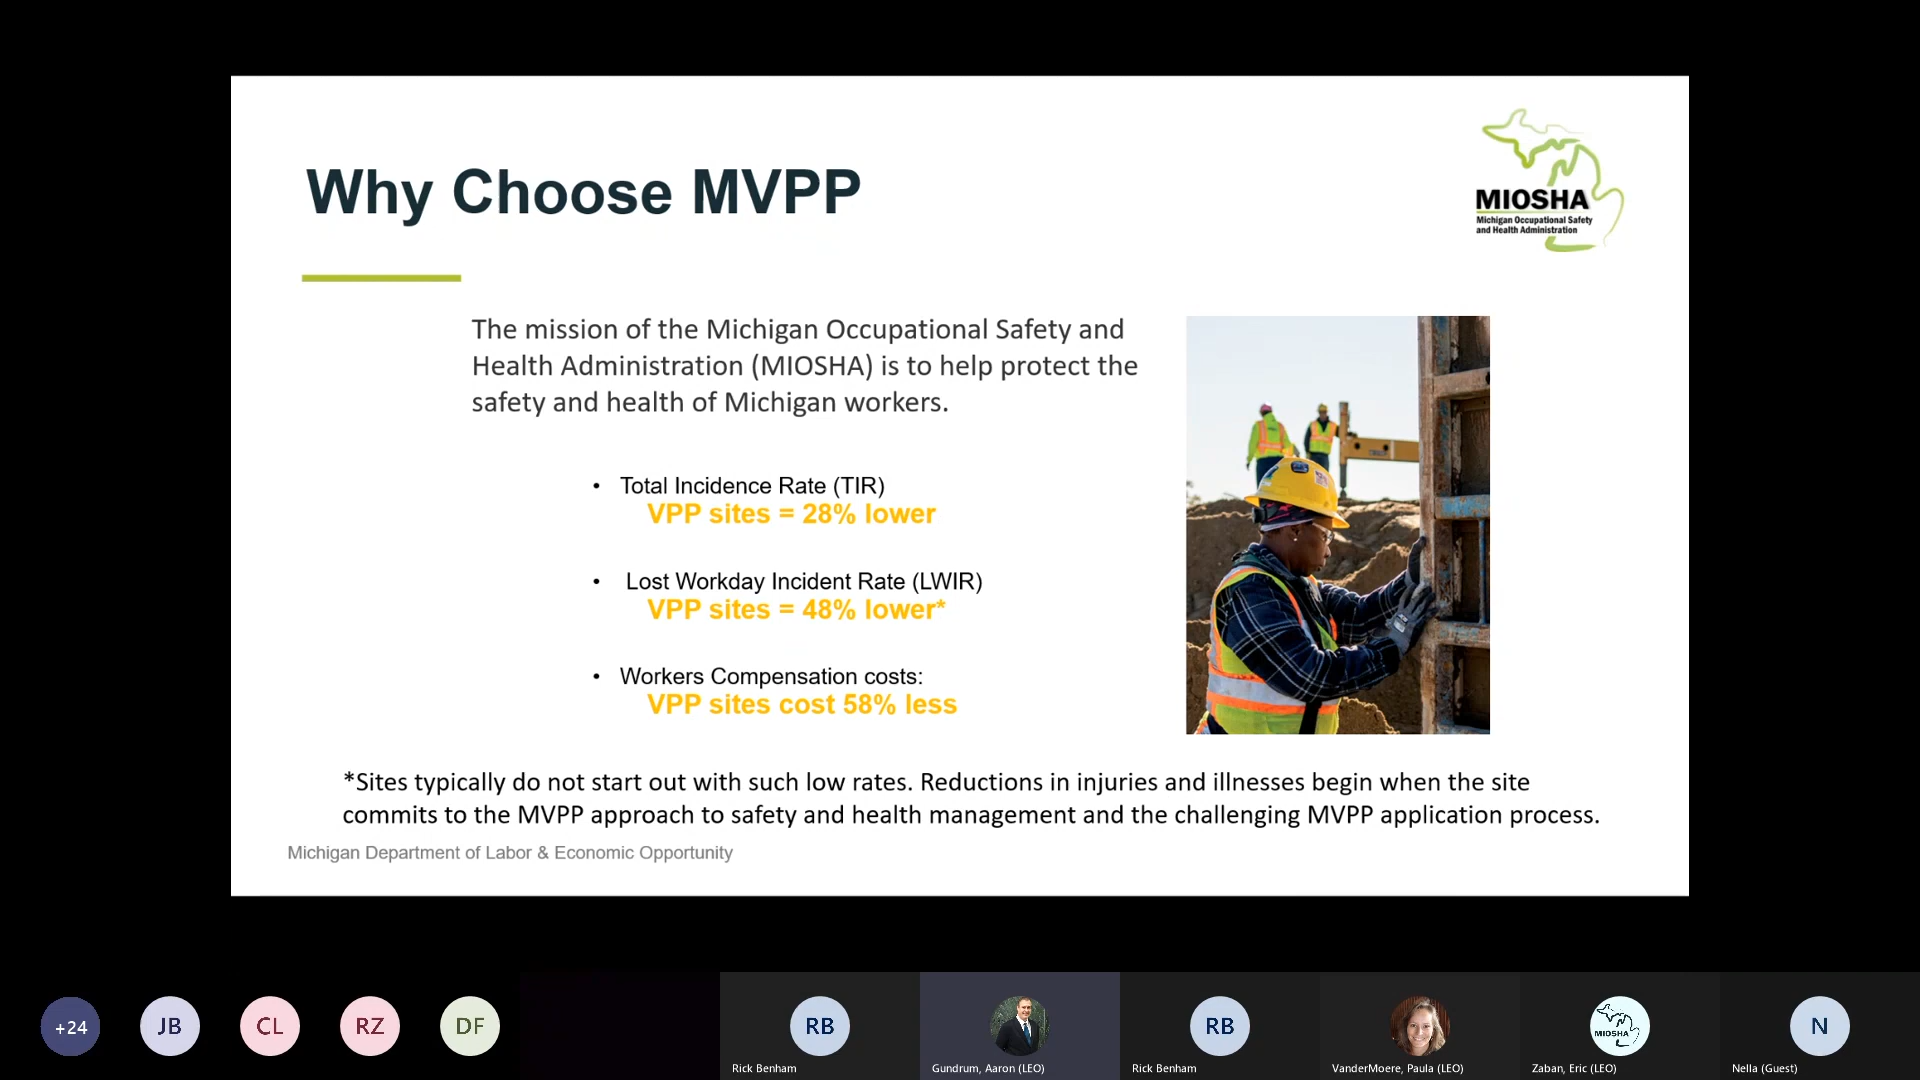 Why Choose MVPP
MIOSHA
Michigan Occupational Safety
and Health Administration
The mission of the Michigan Occupational Safety and
Health Administration (MIOSHA) is to help protect the
safety and health of Michigan workers.
• Total Incidence Rate (TIR)
VPP sites = 28% lower
• Lost Workday Incident Rate (LWIR)
VPP sites = 48% lower*
• Workers Compensation costs:
VPP sites cost 58% less
*Sites typically do not start out with such low rates. Reductions in injuries and illnesses begin when the site
commits to the MVPP approach to safety and health management and the challenging MVPP application process.
Michigan Department of Labor & Economic Opportunity
+24
JB
CL
RZ
DF
RB
Rick Benham
Gundrum, Aaron (LEO)
RB
Rick Benham
VanderMoere, Paula (LEO)
MIOSHA
Zaban, Eric (LEO)
N
Nella (Guest)